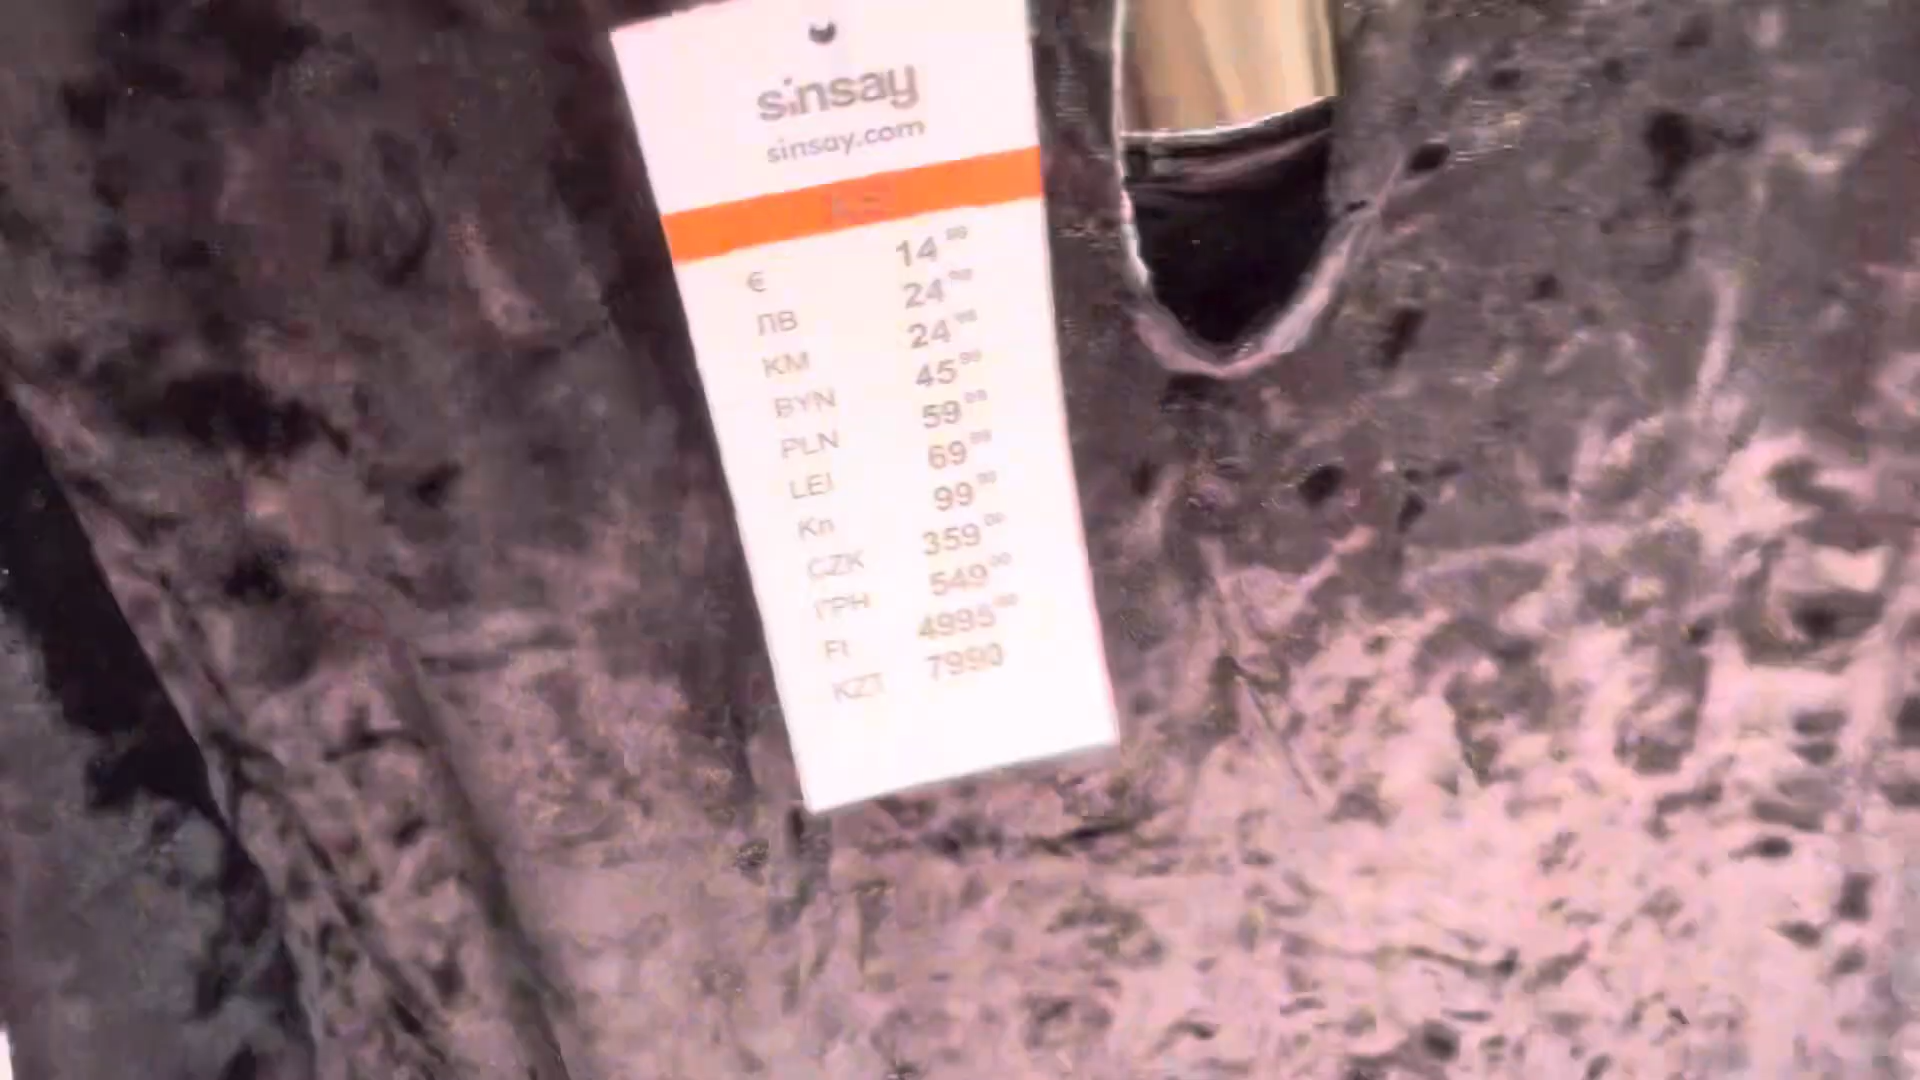 sinsay
sinsay.com
€ 14 99
ЛВ 24 99
KM 24 99
BYN 45 99
PLN 59 99
LEI 69 99
Kn 99 90
CZK 359 00
ГРН 549 00
Ft 4995 00
KZT 7990